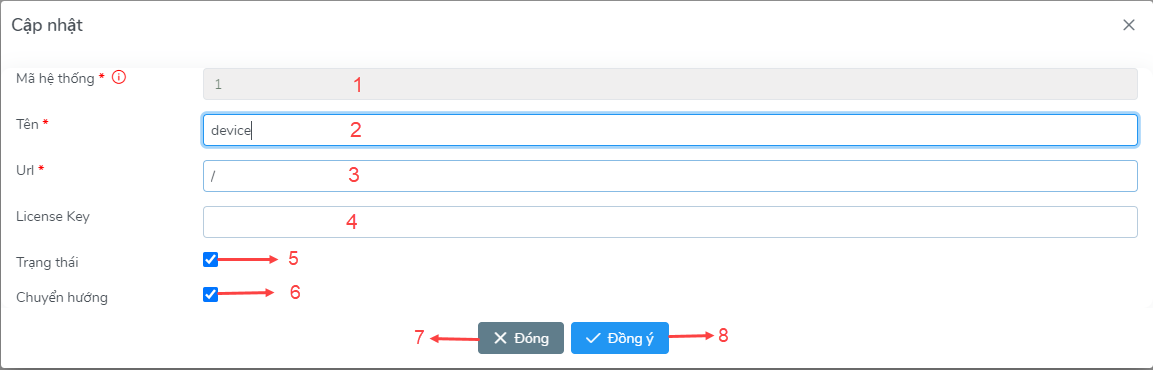 Cập nhật
Mã hệ thống * 1 1
Tên * device 2
Url * / 3
License Key 4
Trạng thái 5
Chuyển hướng 6
7 Đóng Đồng ý 8